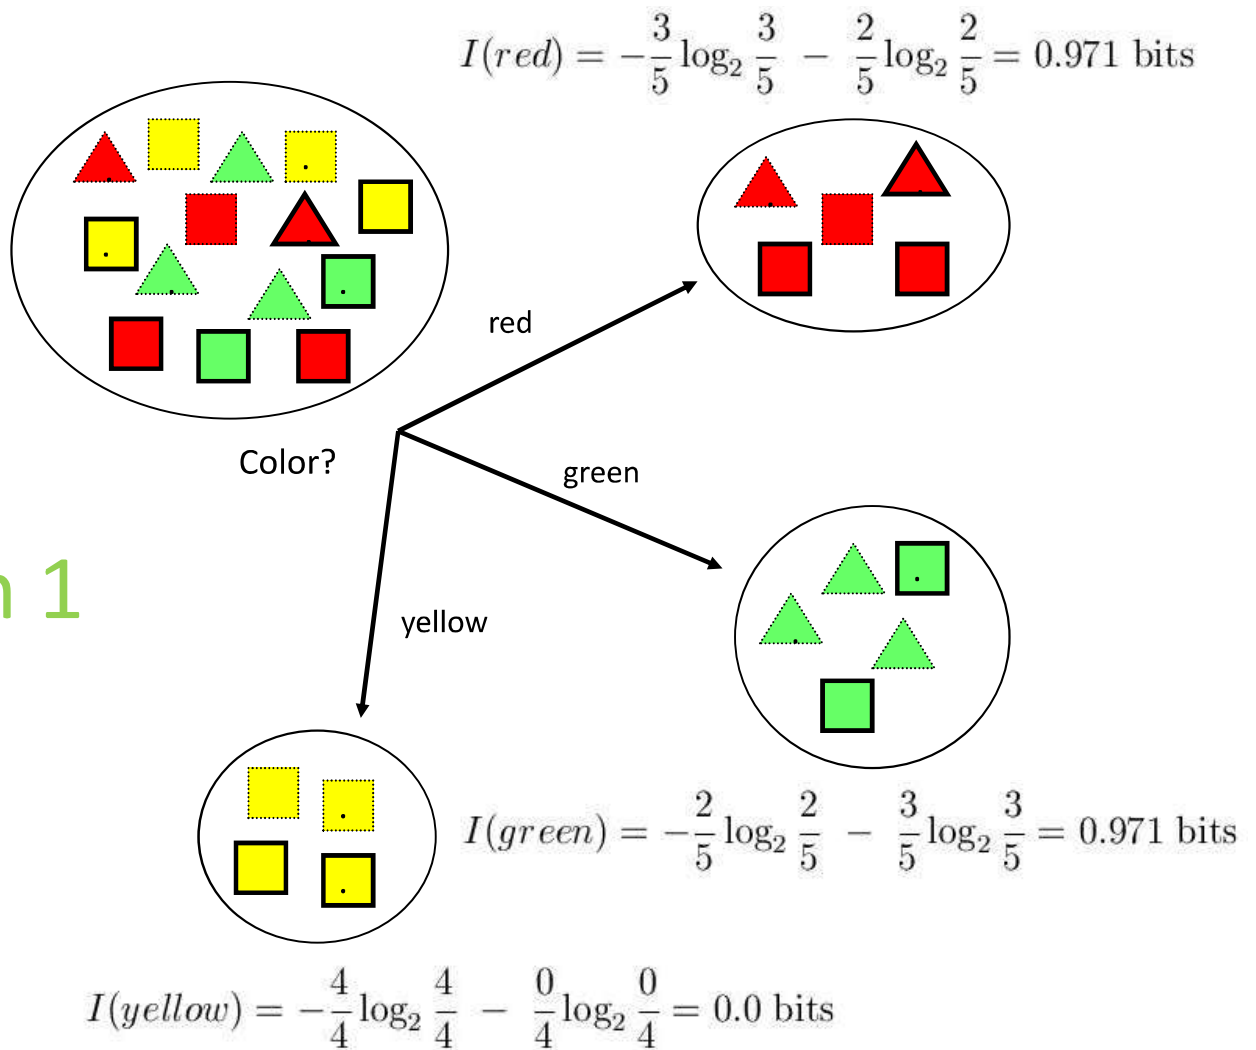 I(red) = −3/5 log₂ 3/5 − 2/5 log₂ 2/5 = 0.971 bits
red
Color?
green
n 1
yellow
I(green) = −2/5 log₂ 2/5 − 3/5 log₂ 3/5 = 0.971 bits
I(yellow) = −4/4 log₂ 4/4 − 0/4 log₂ 0/4 = 0.0 bits